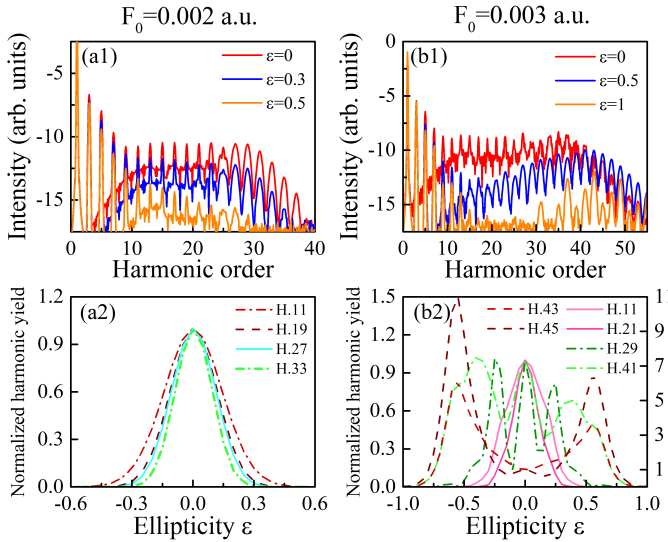 F₀=0.002 a.u.
F₀=0.003 a.u.
(a1)
ε=0
ε=0.3
ε=0.5
Intensity (arb. units)
0
-5
-10
-15
0
10
20
30
40
Harmonic order
(b1)
ε=0
ε=0.5
ε=1
Intensity (arb. units)
0
-5
-10
-15
0
10
20
30
40
50
Harmonic order
(a2)
H.11
H.19
H.27
H.33
Normalized harmonic yield
1.2
0.9
0.6
0.3
0.0
-0.6
-0.3
0.0
0.3
0.6
Ellipticity ε
(b2)
H.43
H.45
H.11
H.21
H.29
H.41
Normalized harmonic yield
1.5
1.2
0.9
0.6
0.3
0.0
9
7
5
3
1
-1.0
-0.5
0.0
0.5
1.0
Ellipticity ε